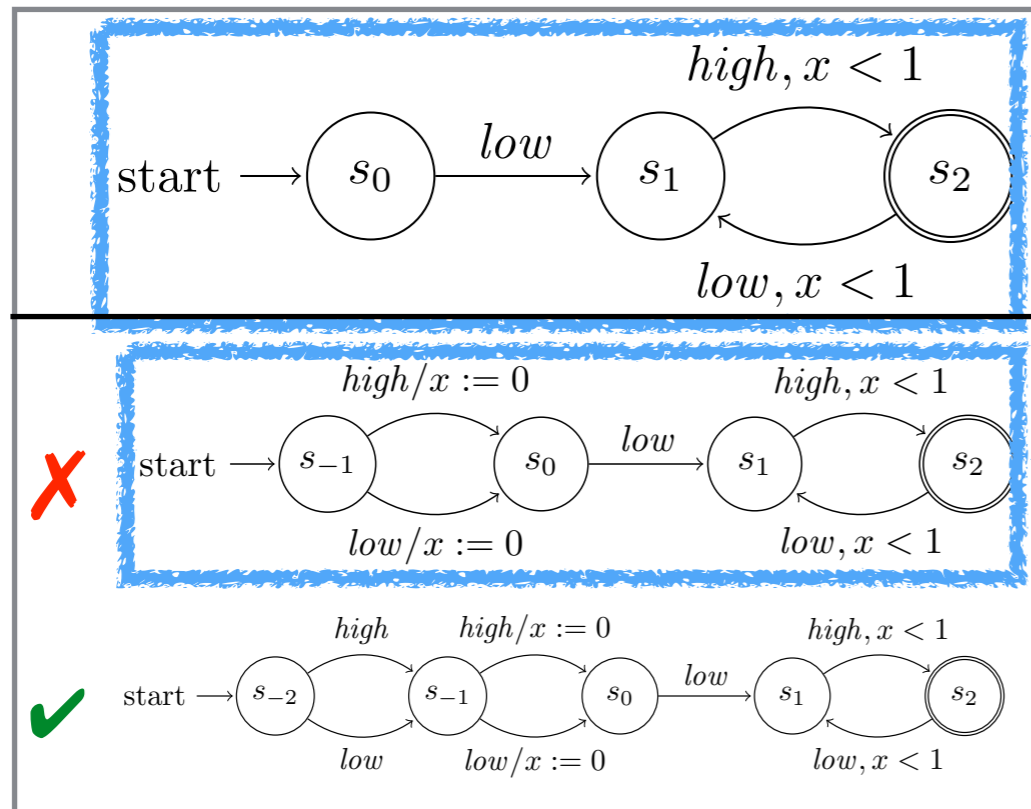 high, x < 1
start s₀ low s₁ s₂
low, x < 1
high/x := 0 high, x < 1
✗ start s₋₁ s₀ low s₁ s₂
low/x := 0 low, x < 1
high high/x := 0 high, x < 1
✓ start s₋₂ s₋₁ s₀ low s₁ s₂
low low/x := 0 low, x < 1